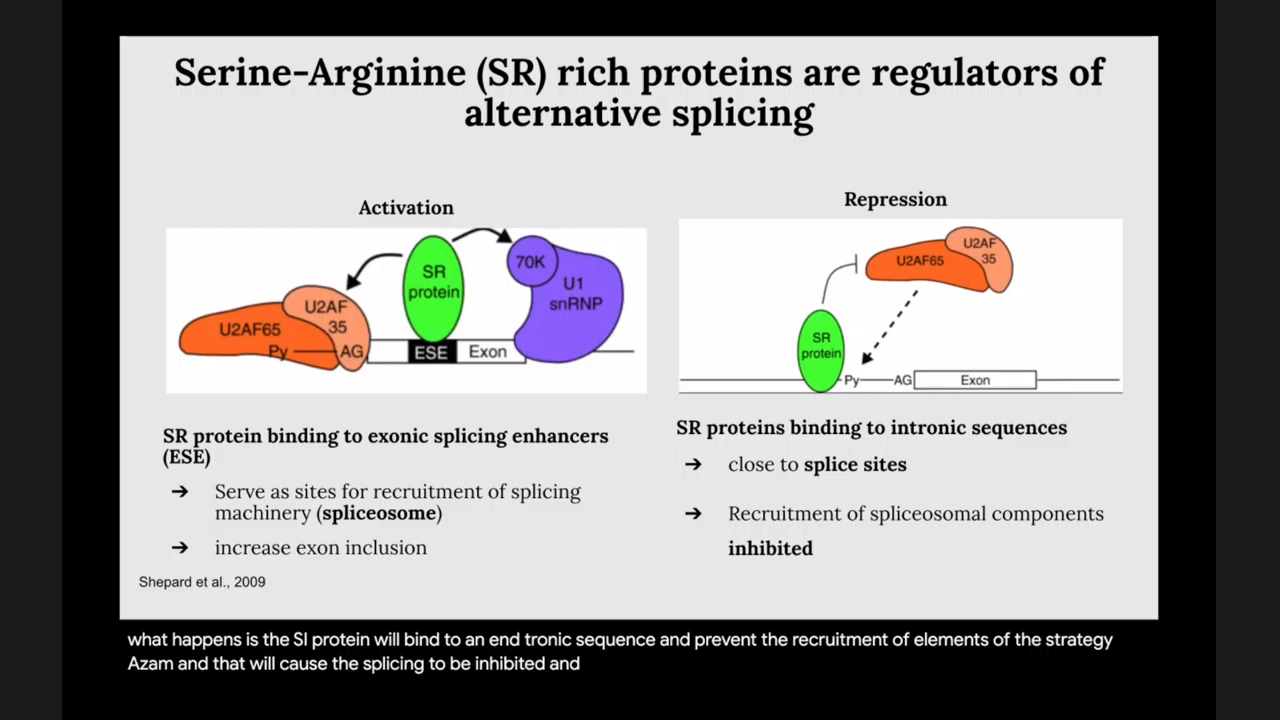 Serine-Arginine (SR) rich proteins are regulators of
alternative splicing
Activation
SR
protein
70K
U1
snRNP
U2AF
35
U2AF65
Py
AG
ESE
Exon
SR protein binding to exonic splicing enhancers
(ESE)
➔ Serve as sites for recruitment of splicing
machinery (spliceosome)
➔ increase exon inclusion
Shepard et al., 2009
Repression
U2AF
35
U2AF65
SR
protein
Py
AG
Exon
SR proteins binding to intronic sequences
➔ close to splice sites
➔ Recruitment of spliceosomal components
inhibited
what happens is the SI protein will bind to an end tronic sequence and prevent the recruitment of elements of the strategy
Azam and that will cause the splicing to be inhibited and